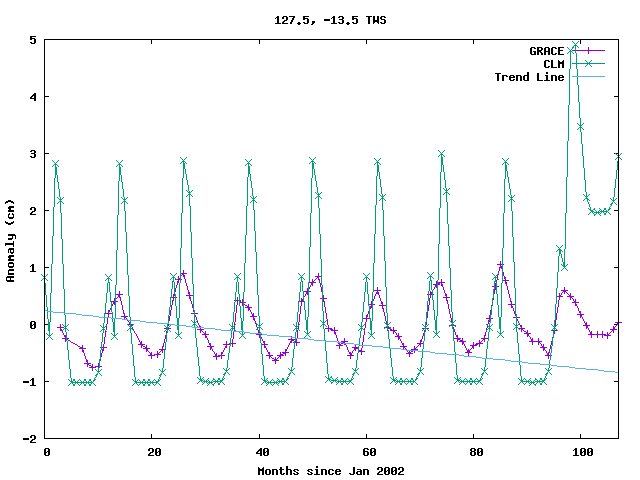 127.5, -13.5 TWS
GRACE
CLM
Trend Line
5
4
3
2
1
0
-1
-2
Anomaly (cm)
0 20 40 60 80 100
Months since Jan 2002